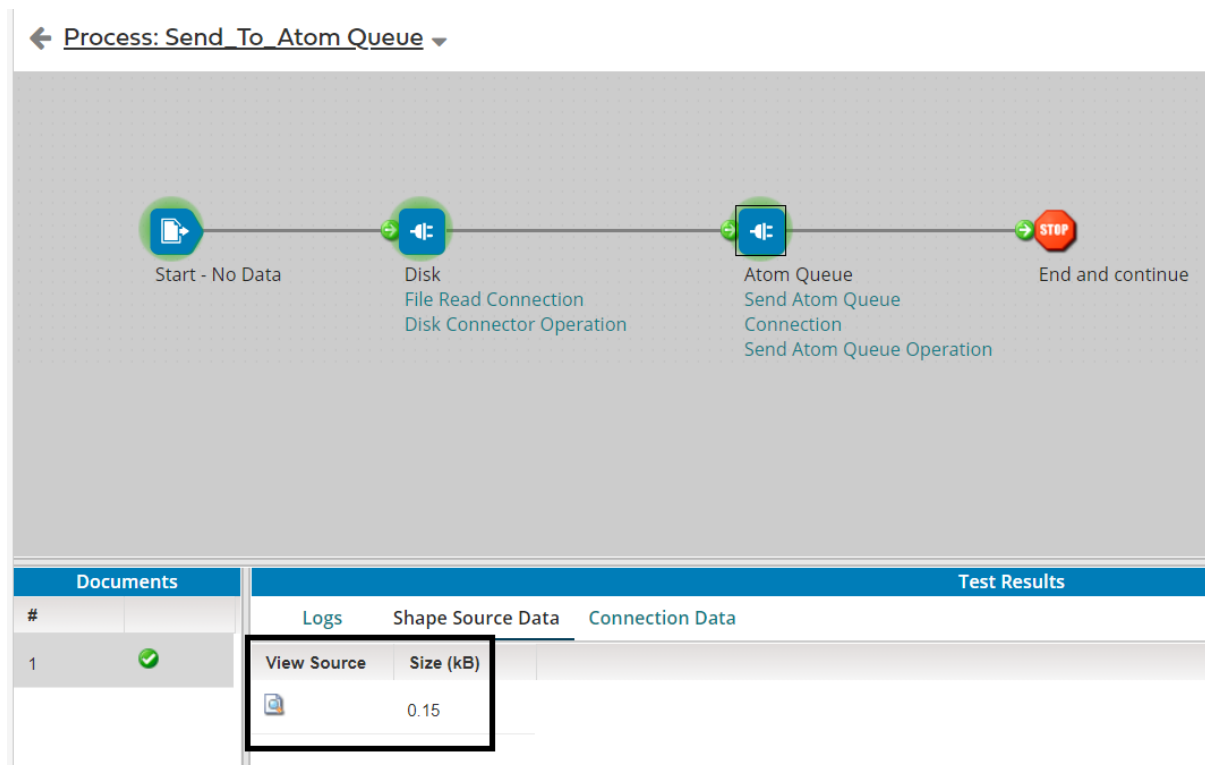 Process: Send_To_Atom Queue
STOP
Start - No Data
Disk
File Read Connection
Disk Connector Operation
Atom Queue
Send Atom Queue
Connection
Send Atom Queue Operation
End and continue
Documents
Test Results
#
Logs
Shape Source Data
Connection Data
1
View Source
Size (kB)
0.15